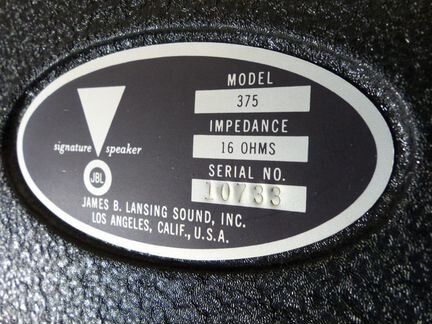 MODEL
375
IMPEDANCE
16 OHMS
SERIAL NO.
10733
signature speaker
JBL
JAMES B. LANSING SOUND, INC.
LOS ANGELES, CALIF., U.S.A.